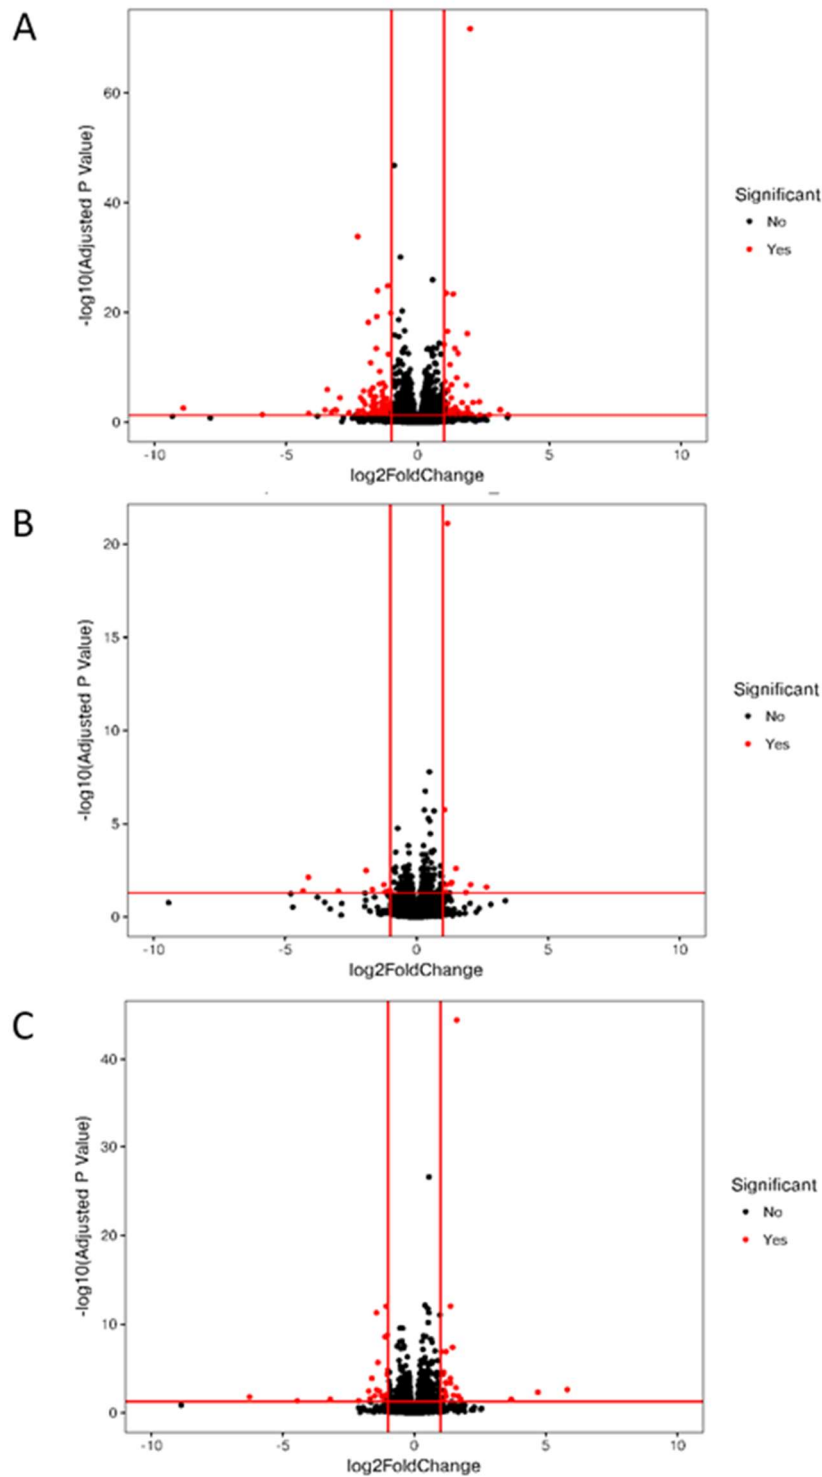 A
-log10(Adjusted P Value)
60
40
20
0
-10 -5 0 5 10
log2FoldChange
Significant
No
Yes
B
-log10(Adjusted P Value)
20
15
10
5
0
-10 -5 0 5 10
log2FoldChange
Significant
No
Yes
C
-log10(Adjusted P Value)
40
30
20
10
0
-10 -5 0 5 10
log2FoldChange
Significant
No
Yes